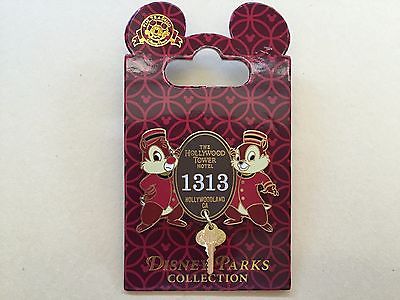 THE
HOLLYWOOD
TOWER
HOTEL
1313
HOLLYWOODLAND,
CA
DISNEY PARKS
COLLECTION